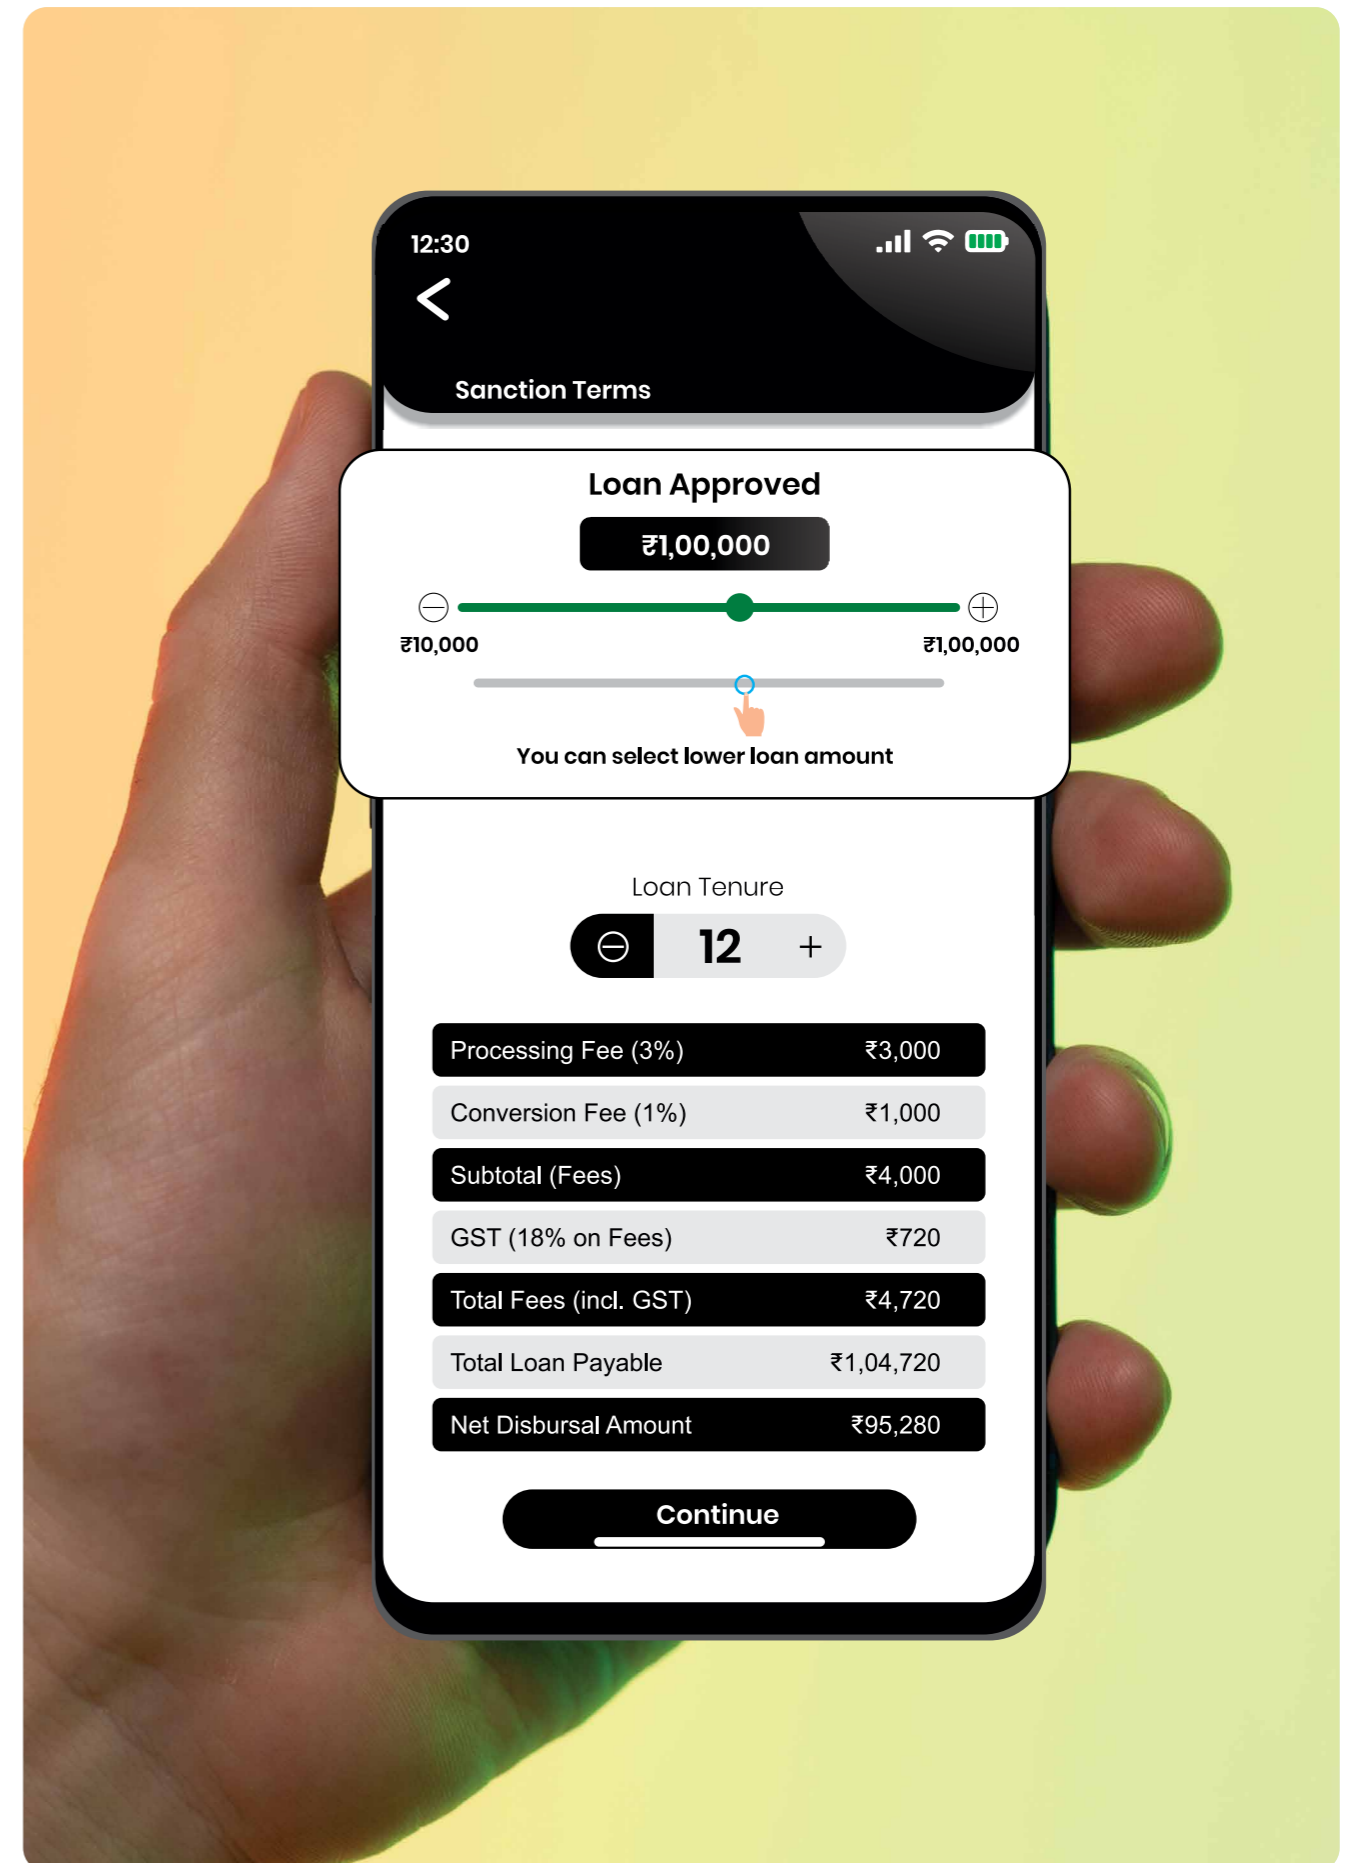 12:30
Sanction Terms
Loan Approved
₹1,00,000
₹10,000 ₹1,00,000
You can select lower loan amount
Loan Tenure
12 +
Processing Fee (3%) ₹3,000
Conversion Fee (1%) ₹1,000
Subtotal (Fees) ₹4,000
GST (18% on Fees) ₹720
Total Fees (incl. GST) ₹4,720
Total Loan Payable ₹1,04,720
Net Disbursal Amount ₹95,280
Continue